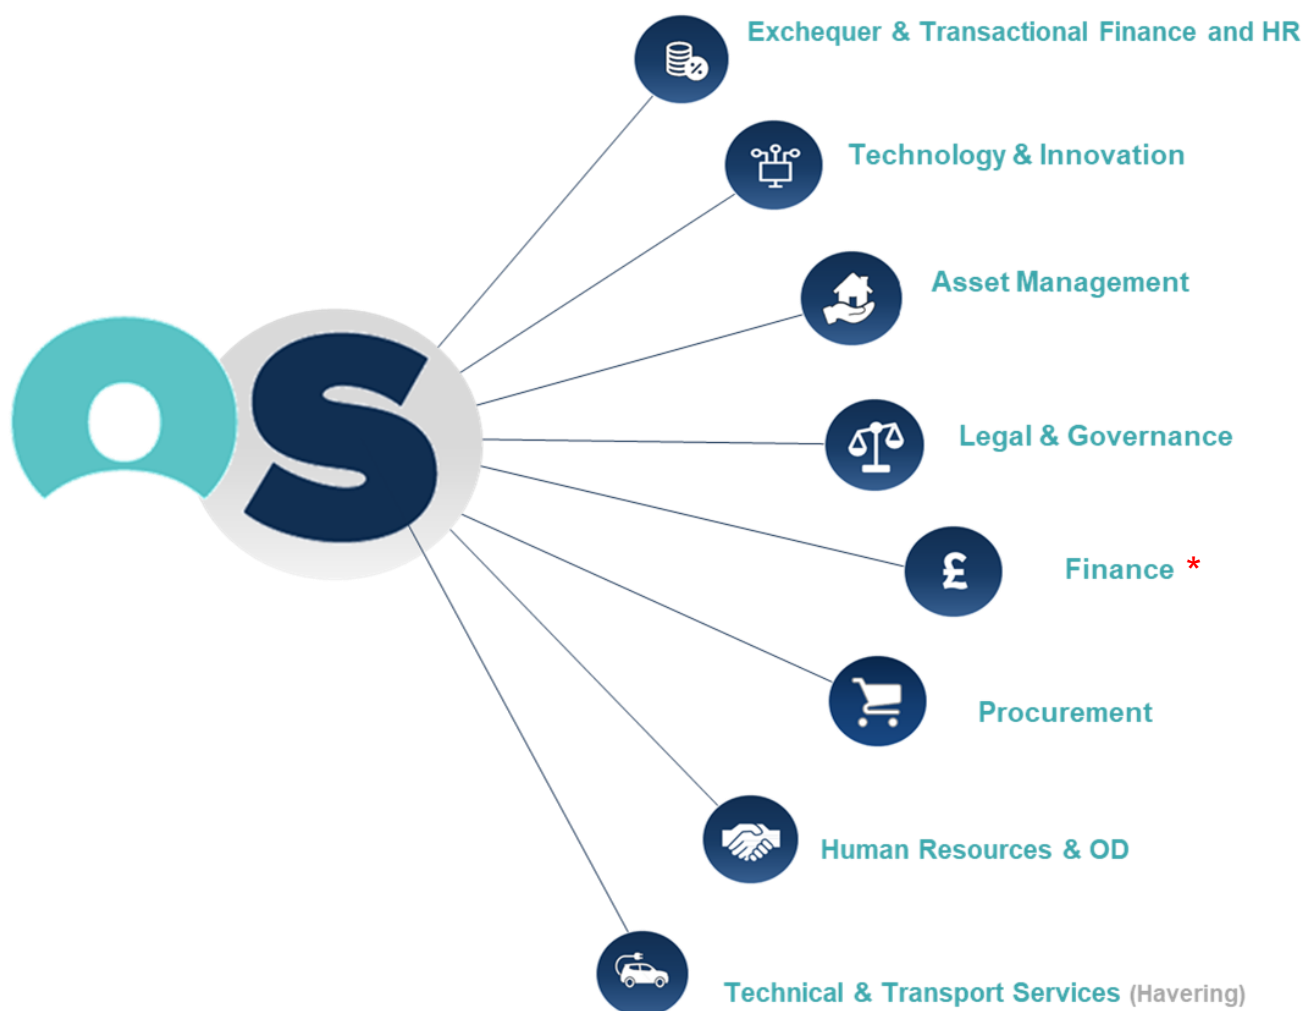 Exchequer & Transactional Finance and HR
Technology & Innovation
Asset Management
Legal & Governance
£
Finance *
Procurement
Human Resources & OD
Technical & Transport Services (Havering)
OS
%